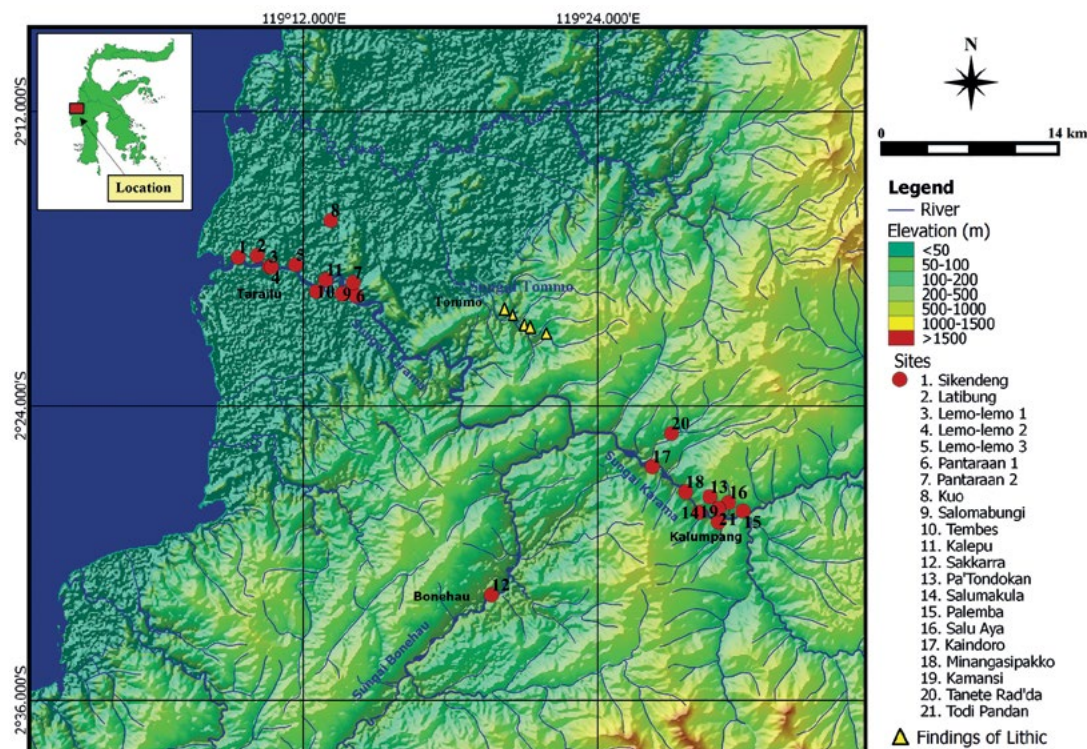 119°12.000'E
119°24.000'E
2°12.000'S
2°24.000'S
2°36.000'S
Location
N
0
14 km
8
1
2
3
4
5
Tarailu
11
7
10
9
6
Sungai Tommo
Tommo
Sungai Karama
20
17
Sungai Karama
18
13
16
14
19
21
15
Kalumpang
12
Bonehau
Sungai Bonehau
Legend
River
Elevation (m)
<50
50-100
100-200
200-500
500-1000
1000-1500
>1500
Sites
1. Sikendeng
2. Latibung
3. Lemo-lemo 1
4. Lemo-lemo 2
5. Lemo-lemo 3
6. Pantaraan 1
7. Pantaraan 2
8. Kuo
9. Salomabungi
10. Tembes
11. Kalepu
12. Sakkarra
13. Pa'Tondokan
14. Salumakula
15. Palemba
16. Salu Aya
17. Kaindoro
18. Minangasipakko
19. Kamansi
20. Tanete Rad'da
21. Todi Pandan
Findings of Lithic